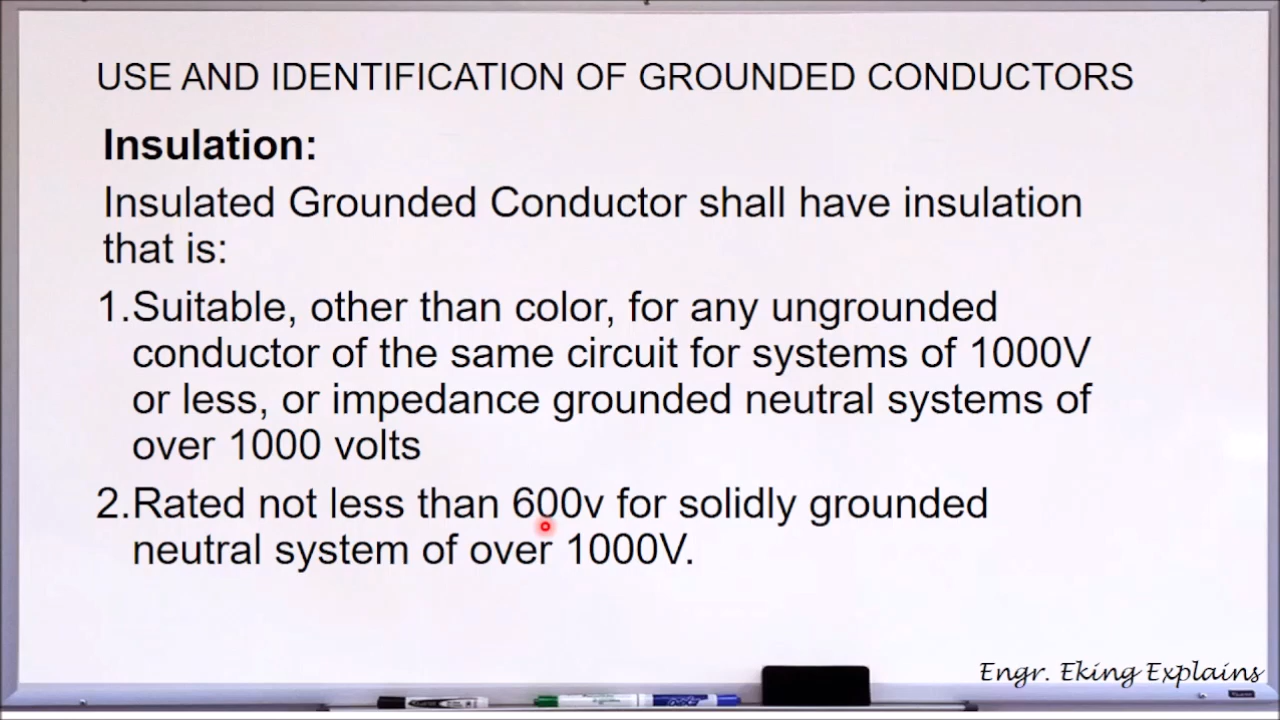 USE AND IDENTIFICATION OF GROUNDED CONDUCTORS
Insulation:
Insulated Grounded Conductor shall have insulation
that is:
1.Suitable, other than color, for any ungrounded
conductor of the same circuit for systems of 1000V
or less, or impedance grounded neutral systems of
over 1000 volts
2.Rated not less than 600v for solidly grounded
neutral system of over 1000V.
Engr. Eking Explains